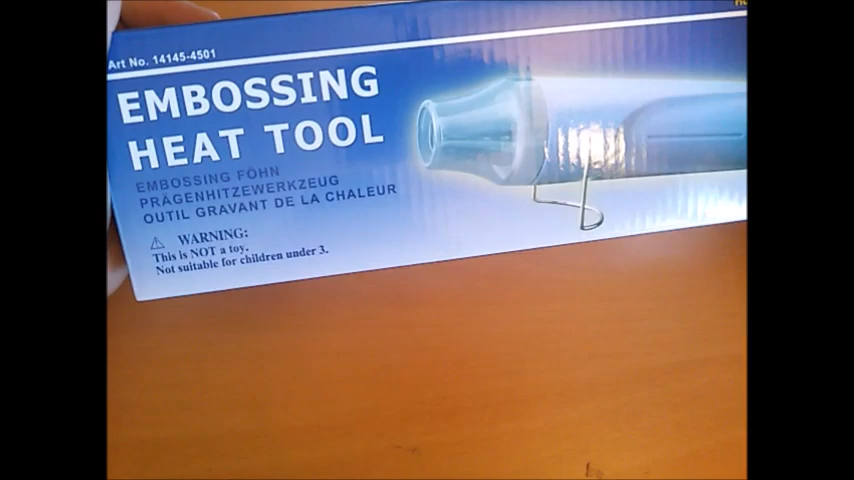 Art No. 14145-4501
EMBOSSING
HEAT TOOL
EMBOSSING FÖHN
PRÄGENHITZEWERKZEUG
OUTIL GRAVANT DE LA CHALEUR
WARNING:
This is NOT a toy.
Not suitable for children under 3.